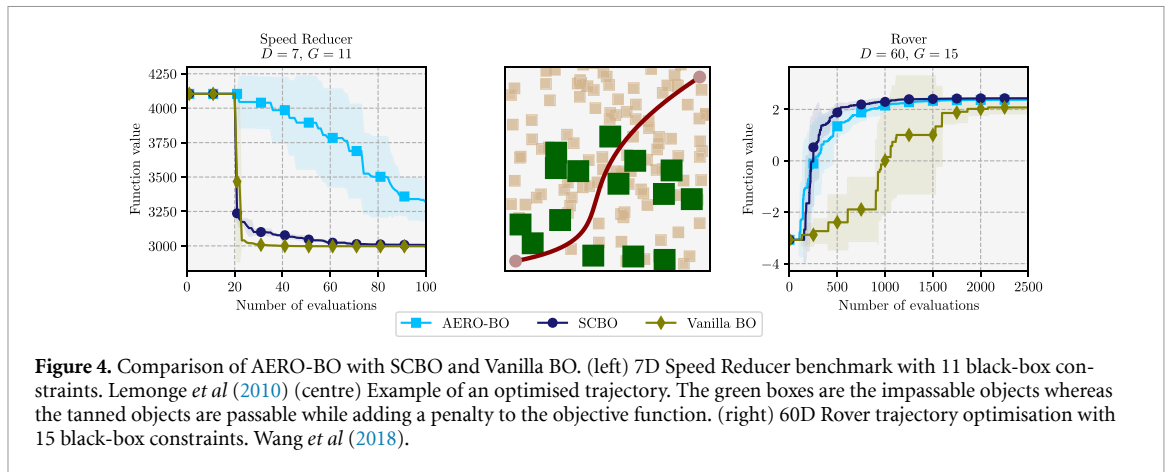 Speed Reducer
D = 7, G = 11
Function value
4250
4000
3750
3500
3250
3000
0 20 40 60 80 100
Number of evaluations
Rover
D = 60, G = 15
Function value
2
0
−2
−4
0 500 1000 1500 2000 2500
Number of evaluations
AERO-BO SCBO Vanilla BO
Figure 4. Comparison of AERO-BO with SCBO and Vanilla BO. (left) 7D Speed Reducer benchmark with 11 black-box con-
straints. Lemonge et al (2010) (centre) Example of an optimised trajectory. The green boxes are the impassable objects whereas
the tanned objects are passable while adding a penalty to the objective function. (right) 60D Rover trajectory optimisation with
15 black-box constraints. Wang et al (2018).